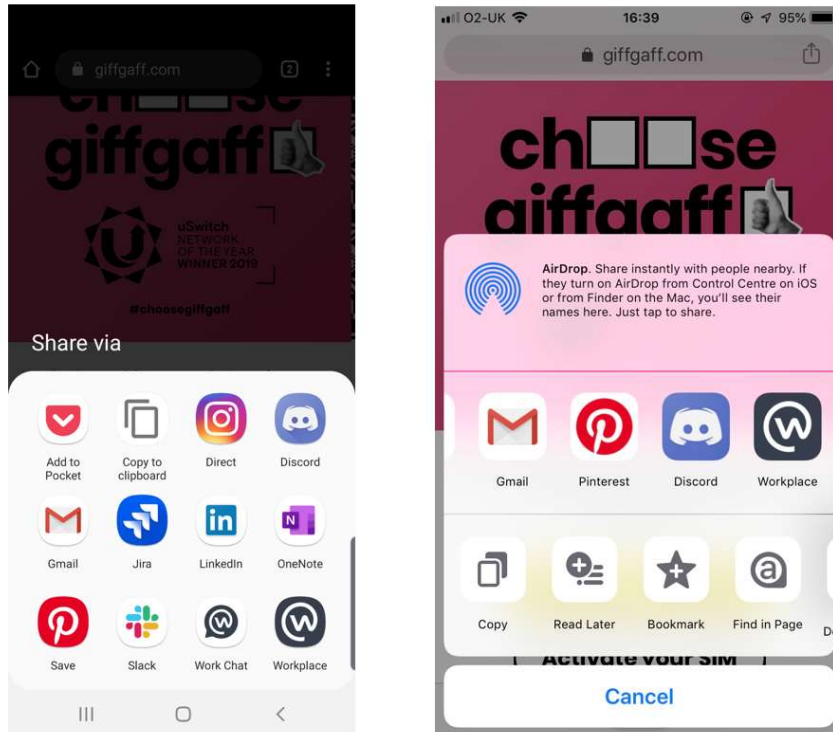 giffgaff.com
2
choose
giffgaff
uSwitch
NETWORK
OF THE YEAR
WINNER 2019
#choosegiffgaff
Share via
Add to
Pocket
Copy to
clipboard
Direct
Discord
Gmail
Jira
LinkedIn
OneNote
Save
Slack
Work Chat
Workplace
O2-UK
16:39
95%
giffgaff.com
ch se
giffgaff
AirDrop. Share instantly with people nearby. If
they turn on AirDrop from Control Centre on iOS
or from Finder on the Mac, you'll see their
names here. Just tap to share.
Gmail
Pinterest
Discord
Workplace
Copy
Read Later
Bookmark
Find in Page
Activate your SIM
Cancel